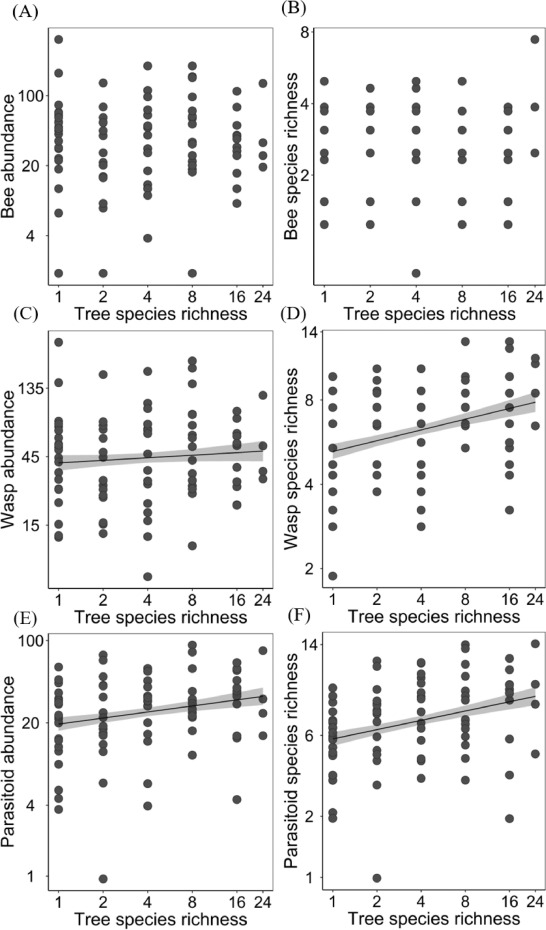 (A)
Bee abundance
100
20
4
1 2 4 8 16 24
Tree species richness
(B)
Bee species richness
8
4
2
1 2 4 8 16 24
Tree species richness
(C)
Wasp abundance
135
45
15
1 2 4 8 16 24
Tree species richness
(D)
Wasp species richness
14
8
4
2
1 2 4 8 16 24
Tree species richness
(E)
Parasitoid abundance
100
20
4
1
1 2 4 8 16 24
Tree species richness
(F)
Parasitoid species richness
14
6
2
1
1 2 4 8 16 24
Tree species richness